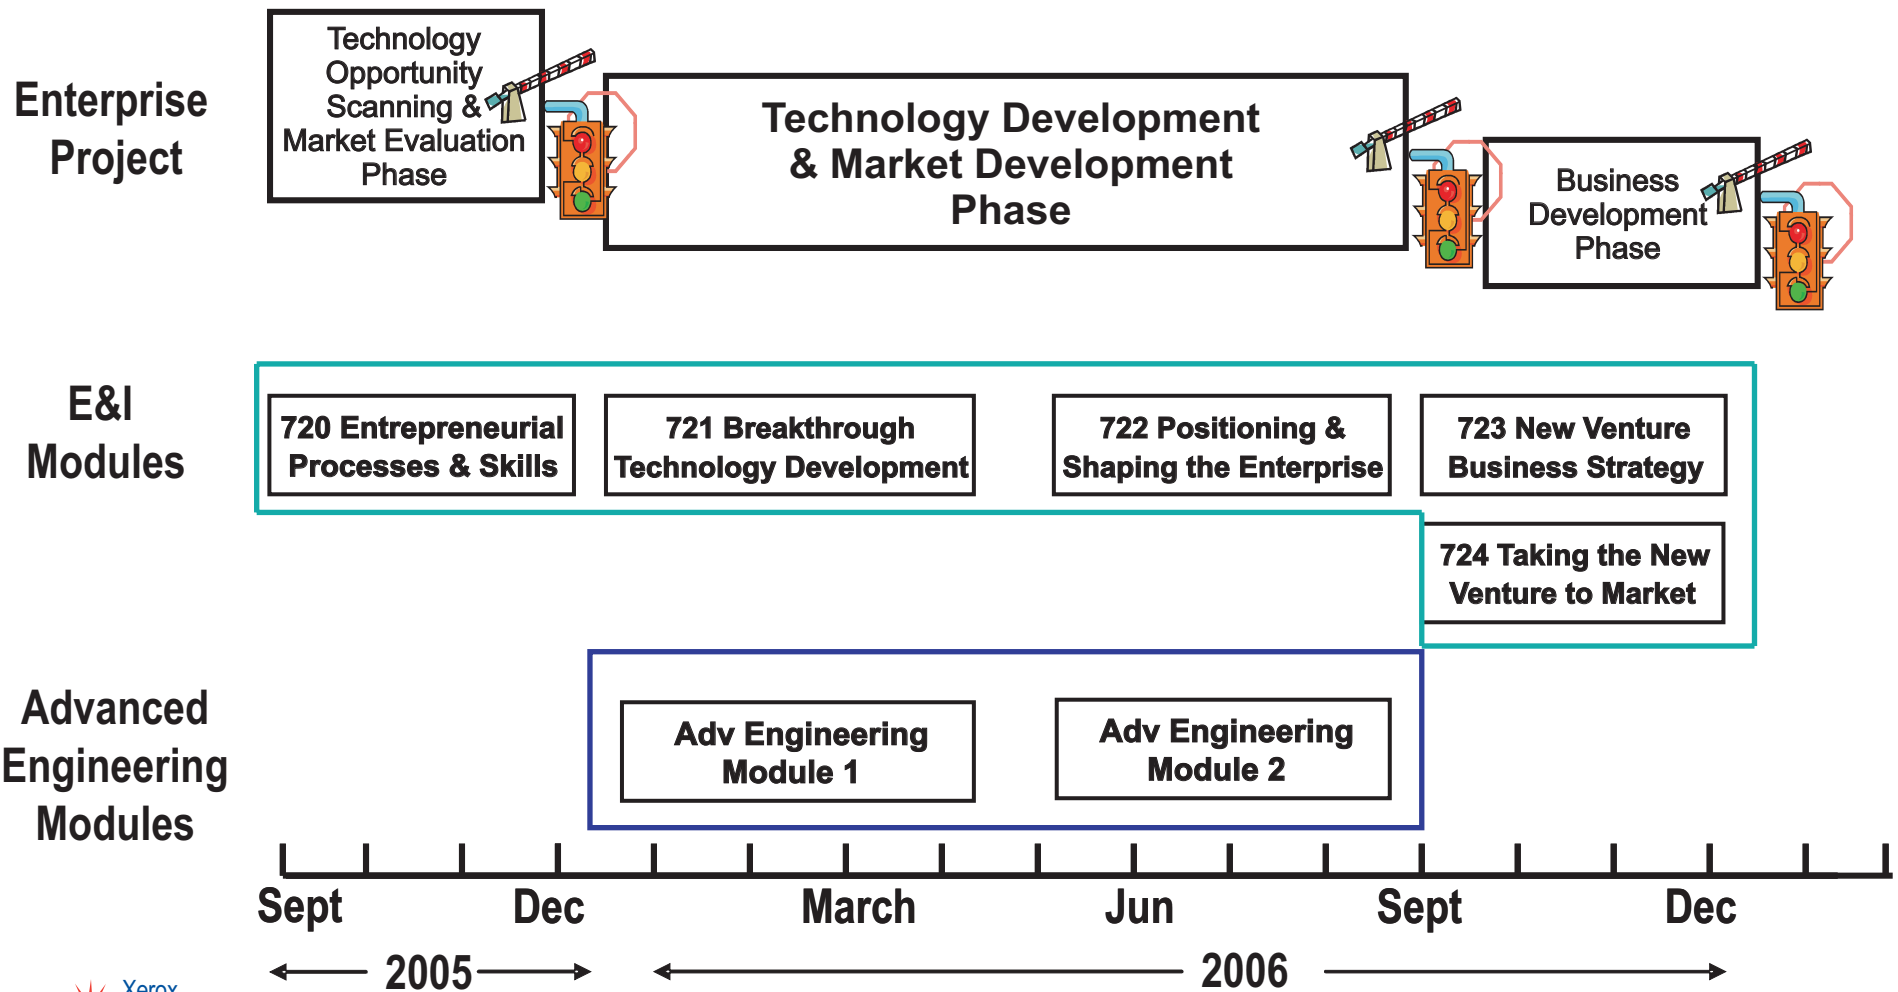 Enterprise
Project
Technology
Opportunity
Scanning &
Market Evaluation
Phase
Technology Development
& Market Development
Phase
Business
Development
Phase
E&I
Modules
720 Entrepreneurial
Processes & Skills
721 Breakthrough
Technology Development
722 Positioning &
Shaping the Enterprise
723 New Venture
Business Strategy
724 Taking the New
Venture to Market
Advanced
Engineering
Modules
Adv Engineering
Module 1
Adv Engineering
Module 2
Sept Dec March Jun Sept Dec
2005 2006
Xerox